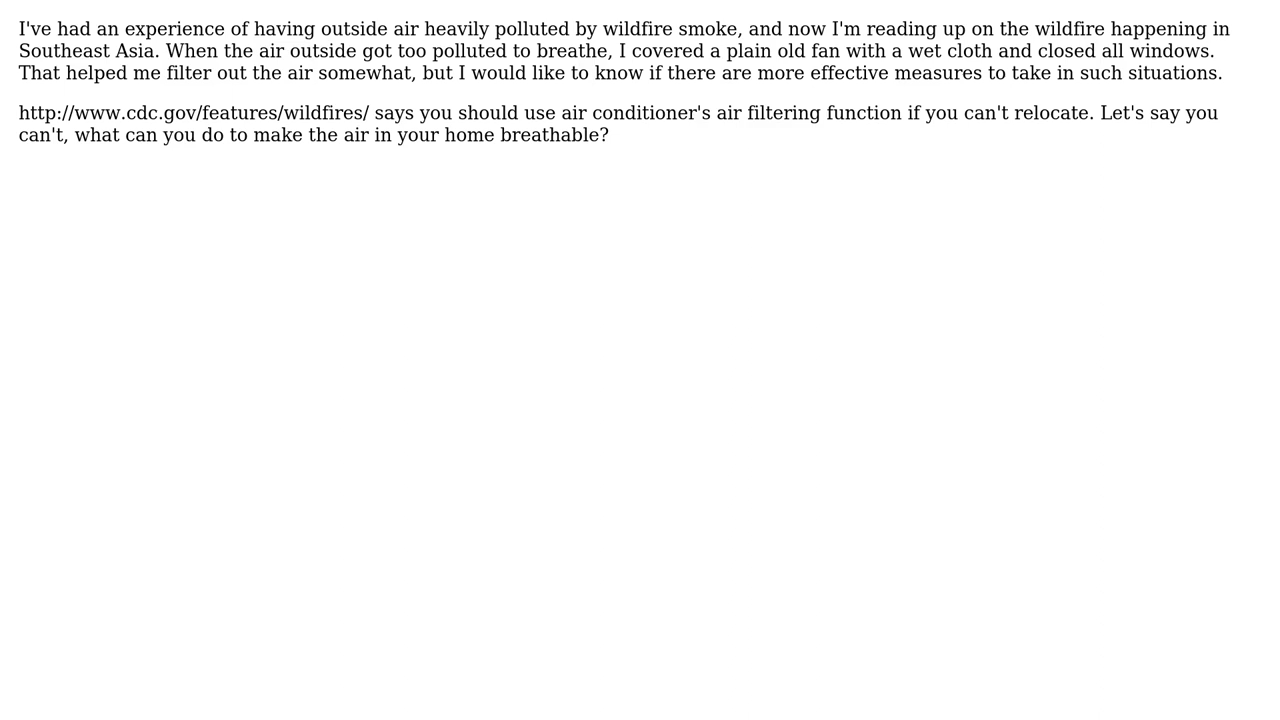 I've had an experience of having outside air heavily polluted by wildfire smoke, and now I'm reading up on the wildfire happening in
Southeast Asia. When the air outside got too polluted to breathe, I covered a plain old fan with a wet cloth and closed all windows.
That helped me filter out the air somewhat, but I would like to know if there are more effective measures to take in such situations.
http://www.cdc.gov/features/wildfires/ says you should use air conditioner's air filtering function if you can't relocate. Let's say you
can't, what can you do to make the air in your home breathable?